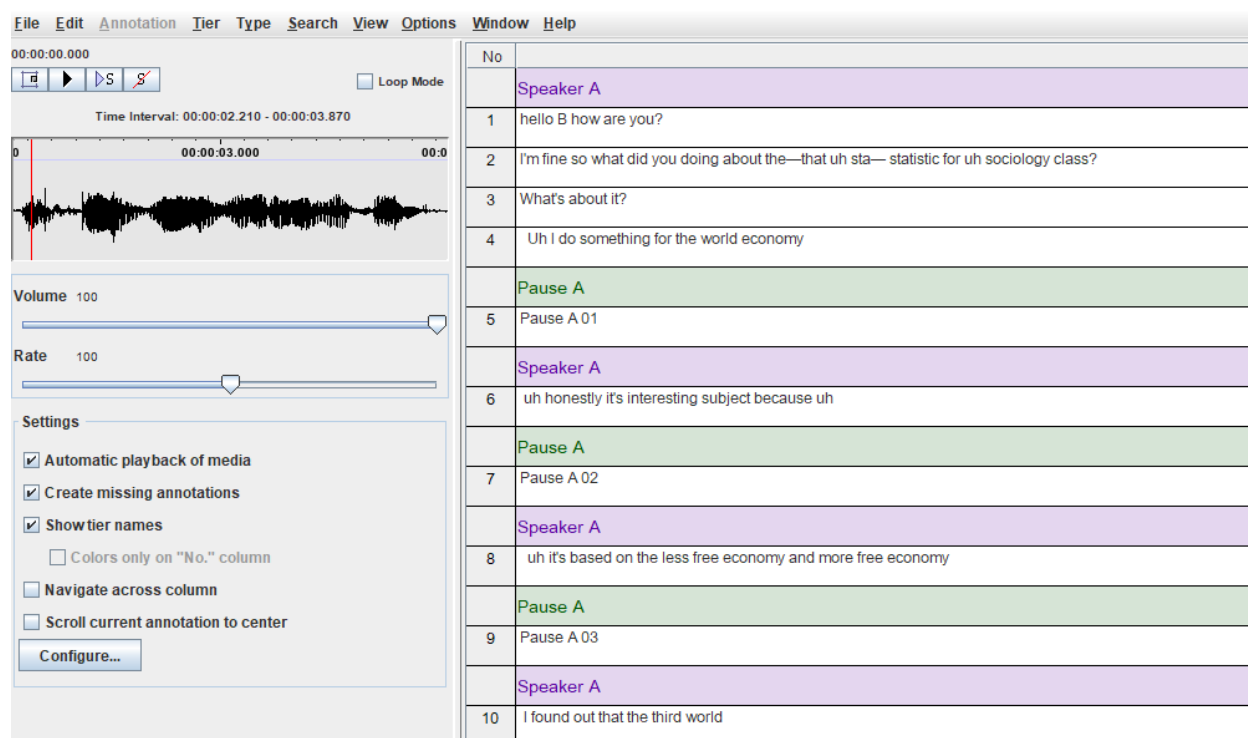 File Edit Annotation Tier Type Search View Options Window Help
00:00:00.000
S S
Loop Mode
Time Interval: 00:00:02.210 - 00:00:03.870
0 00:00:03.000 00:0
Volume 100
Rate 100
Settings
Automatic playback of media
Create missing annotations
Show tier names
Colors only on "No." column
Navigate across column
Scroll current annotation to center
Configure...
No
Speaker A
1 hello B how are you?
2 I'm fine so what did you doing about the—that uh sta— statistic for uh sociology class?
3 What's about it?
4 Uh I do something for the world economy
Pause A
5 Pause A 01
Speaker A
6 uh honestly it's interesting subject because uh
Pause A
7 Pause A 02
Speaker A
8 uh it's based on the less free economy and more free economy
Pause A
9 Pause A 03
Speaker A
10 I found out that the third world